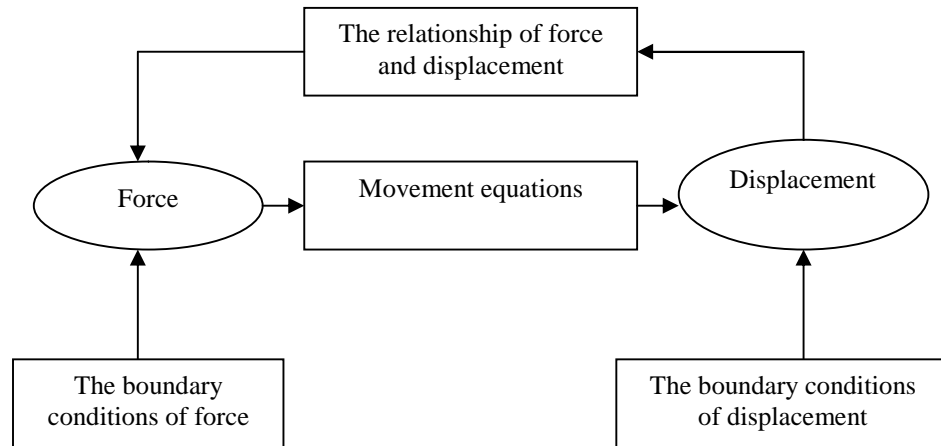 The relationship of force
and displacement
Force
Movement equations
Displacement
The boundary
conditions of force
The boundary conditions
of displacement